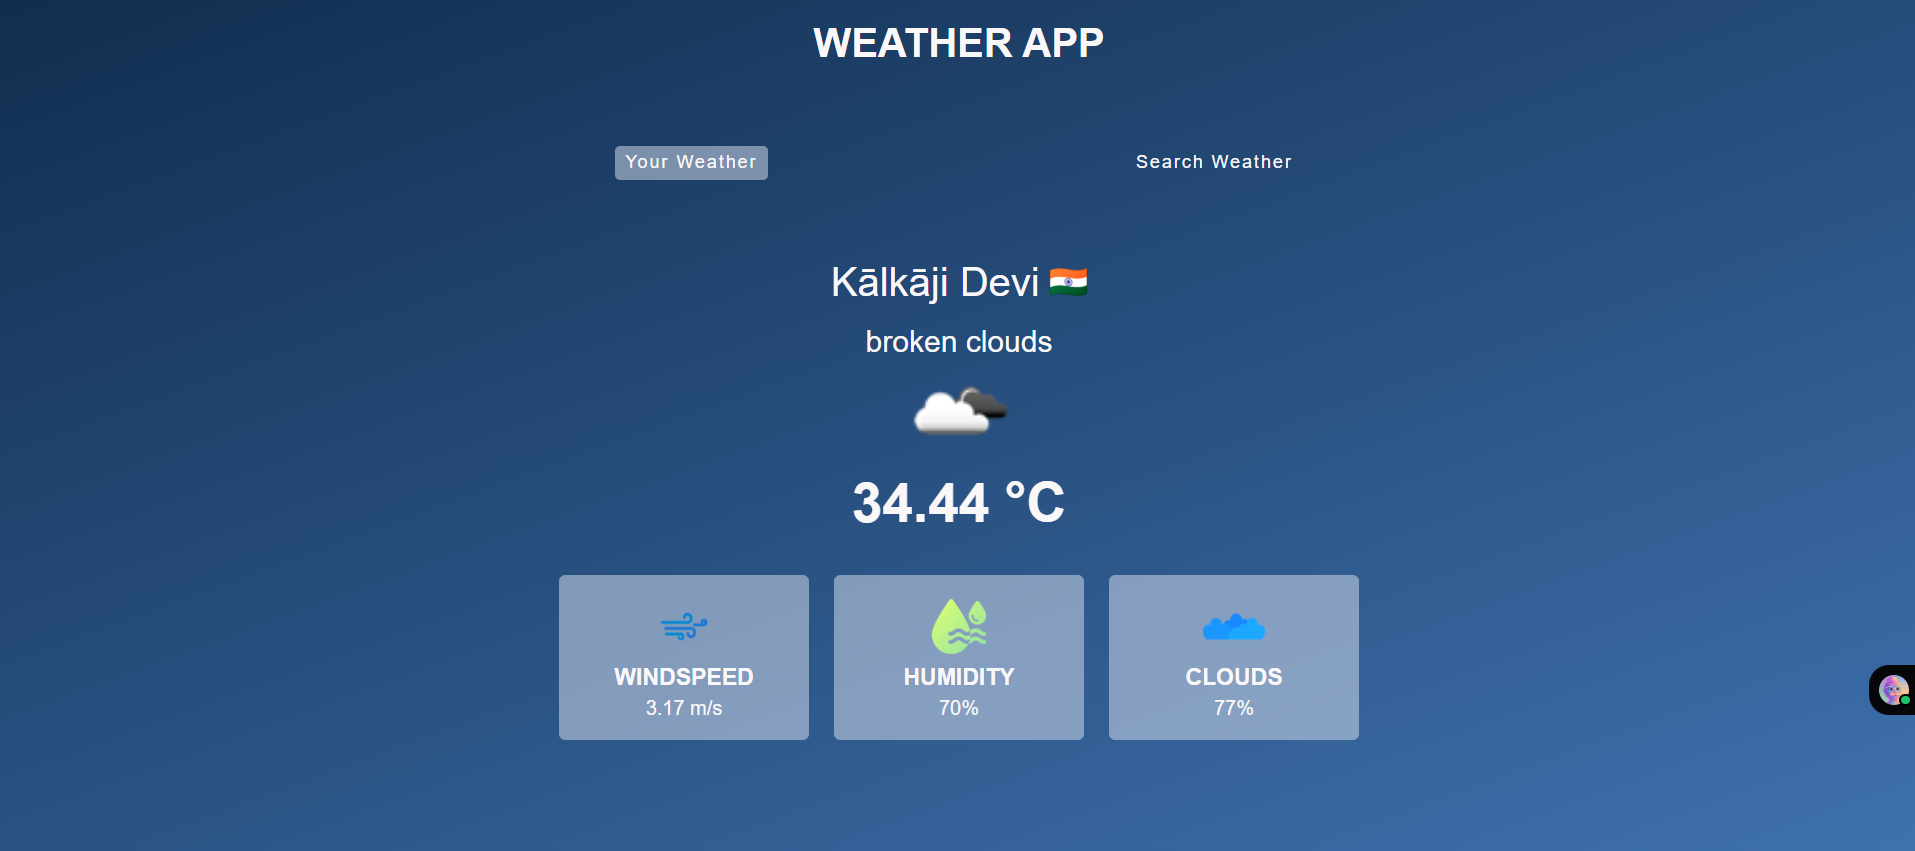 WEATHER APP
Your Weather
Search Weather
Kālkāji Devi
broken clouds
34.44 °C
WINDSPEED
3.17 m/s
HUMIDITY
70%
CLOUDS
77%